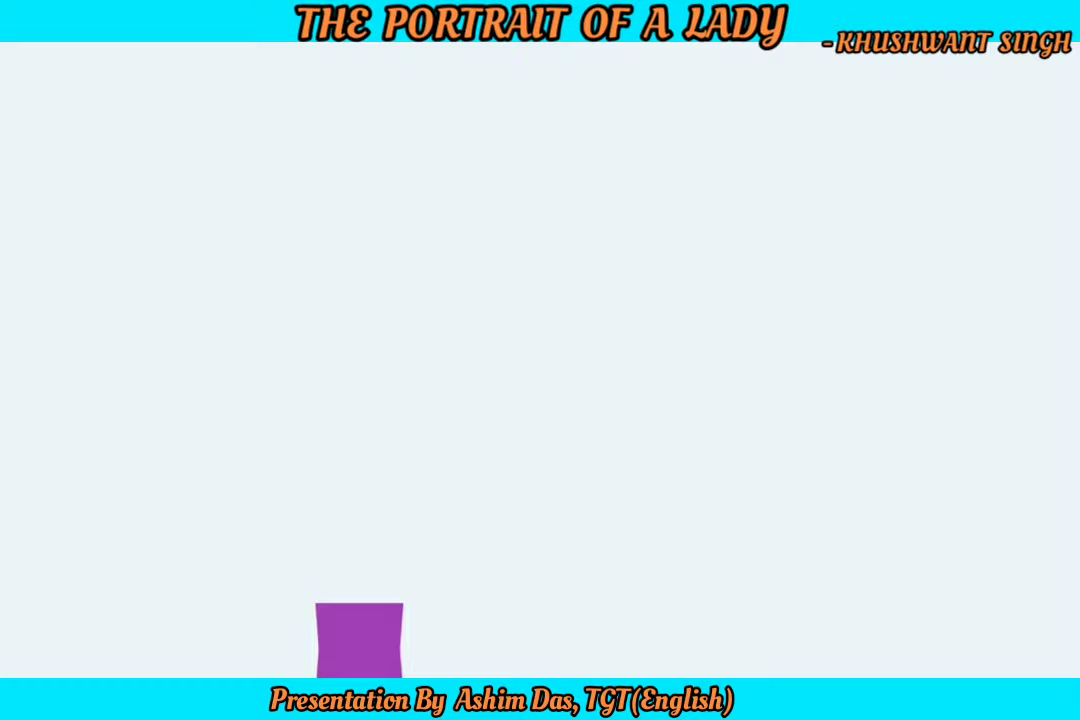 THE PORTRAIT OF A LADY
- KHUSHWANT SINGH
Presentation By Ashim Das, TGT(English)